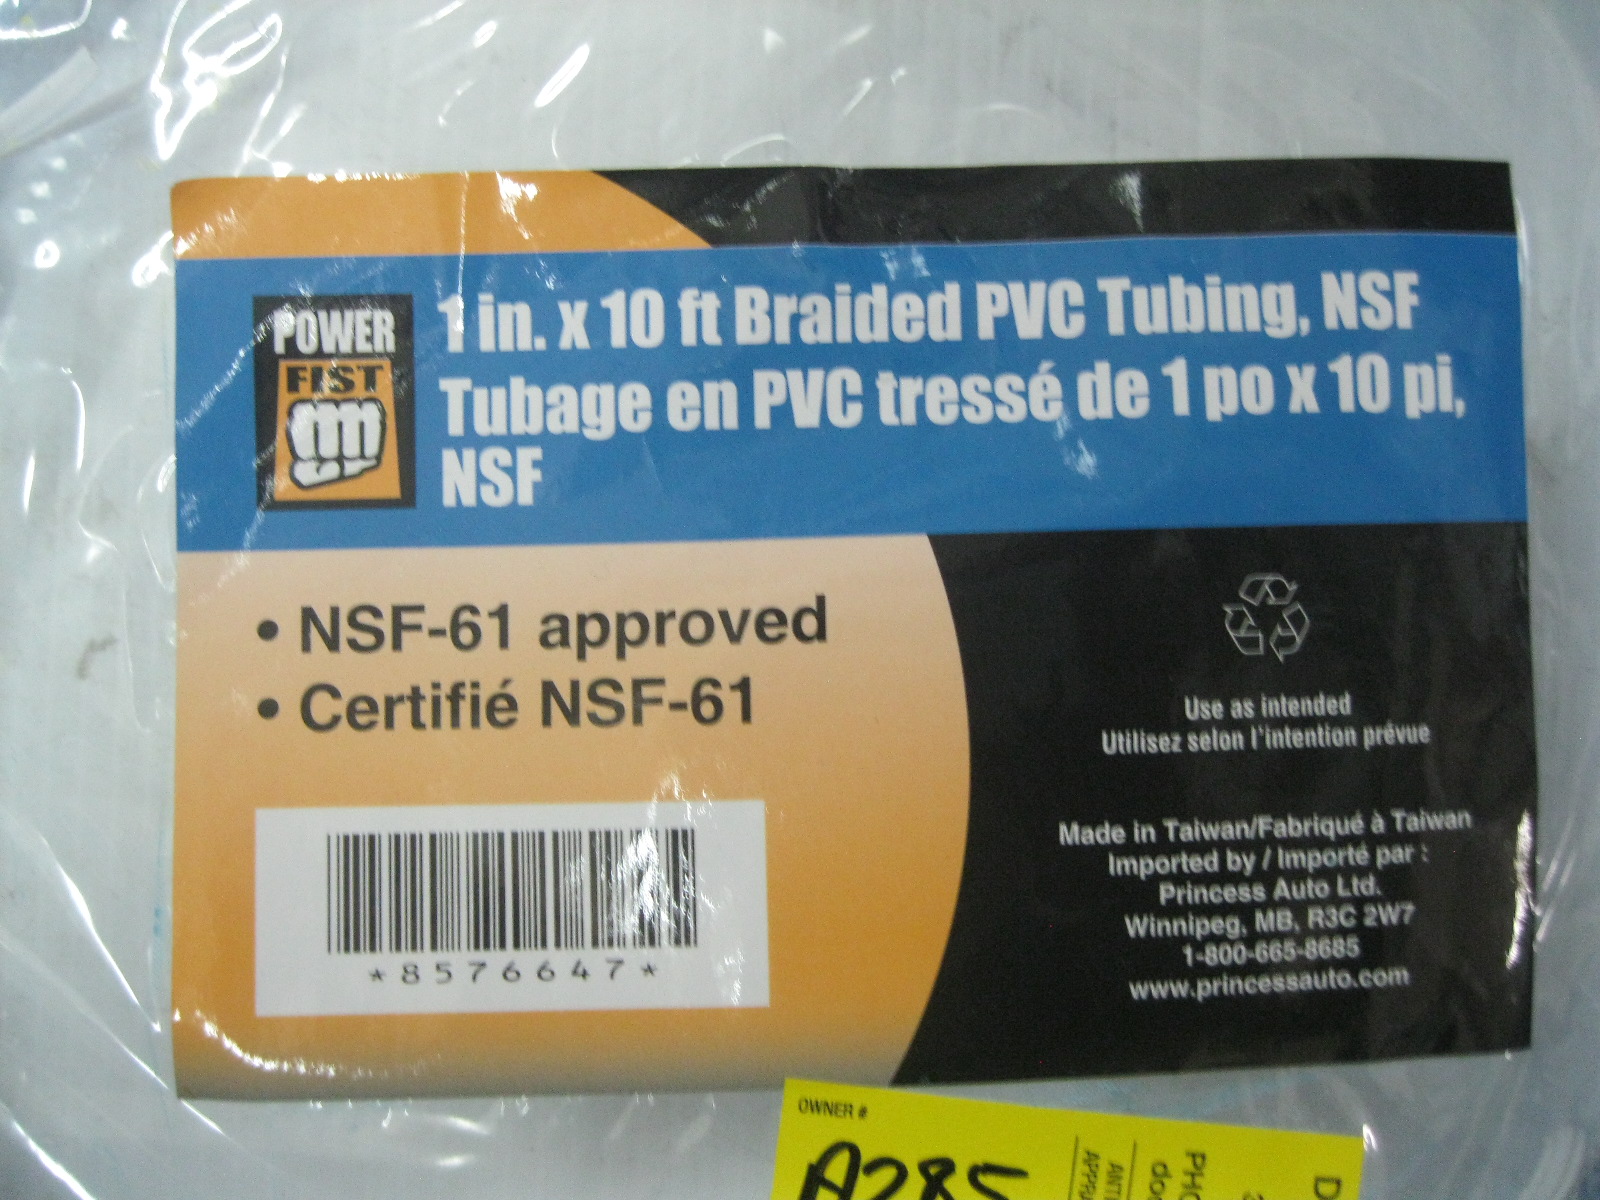 POWER
FIST
1 in. x 10 ft Braided PVC Tubing, NSF
Tubage en PVC tressé de 1 po x 10 pi,
NSF
• NSF-61 approved
• Certifié NSF-61
*8576647*
Use as intended
Utilisez selon l'intention prévue
Made in Taiwan/Fabriqué à Taiwan
Imported by / Importé par :
Princess Auto Ltd.
Winnipeg, MB, R3C 2W7
1-800-665-8685
www.princessauto.com
OWNER #
A285